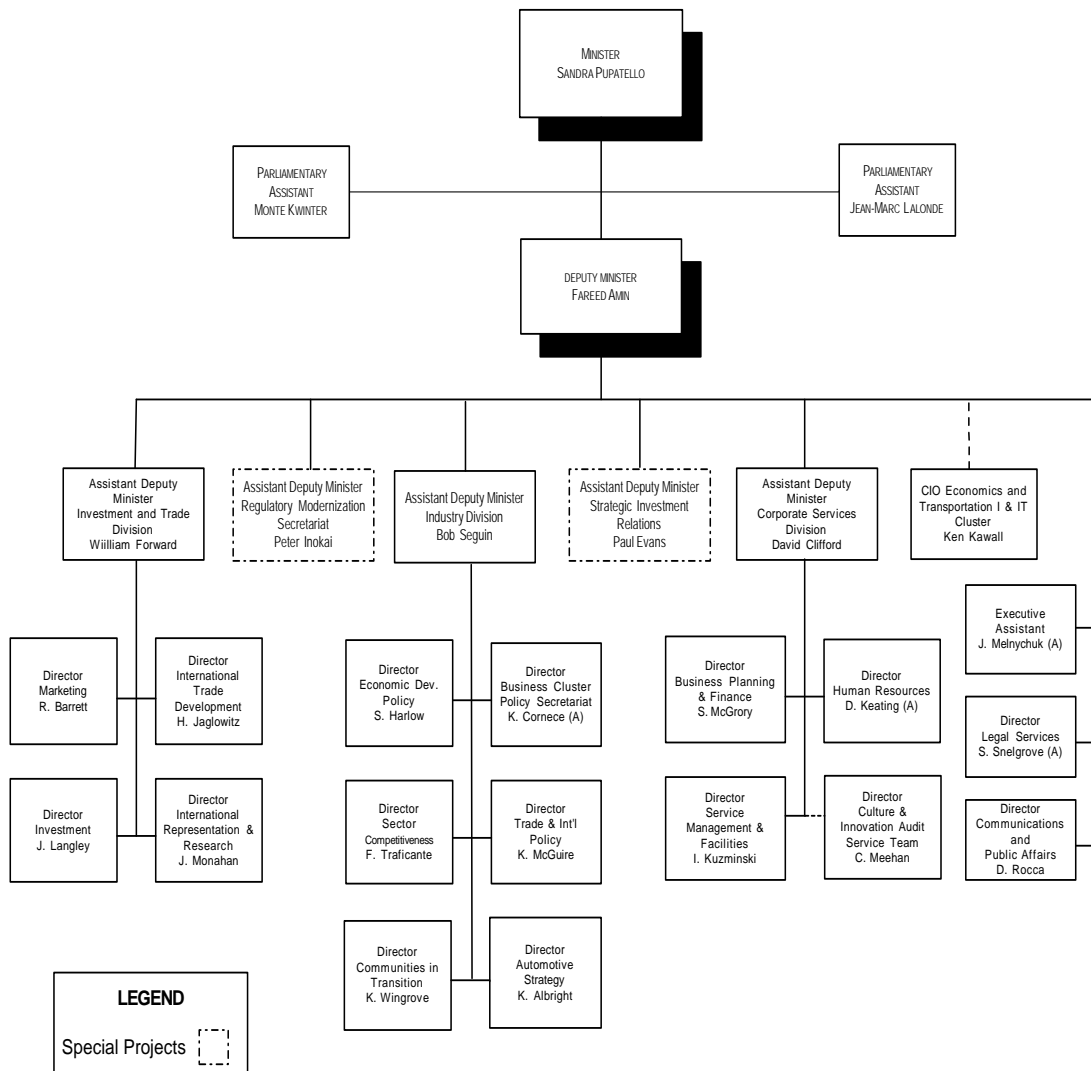 MINISTER
SANDRA PUPATELLO
PARLIAMENTARY
ASSISTANT
MONTE KWINTER
PARLIAMENTARY
ASSISTANT
JEAN-MARC LALONDE
DEPUTY MINISTER
FAREED AMIN
Assistant Deputy
Minister
Investment and Trade
Division
Wiilliam Forward
Assistant Deputy Minister
Regulatory Modernization
Secretariat
Peter Inokai
Assistant Deputy Minister
Industry Division
Bob Seguin
Assistant Deputy Minister
Strategic Investment
Relations
Paul Evans
Assistant Deputy
Minister
Corporate Services
Division
David Clifford
CIO Economics and
Transportation I & IT
Cluster
Ken Kawall
Director
Marketing
R. Barrett
Director
International
Trade
Development
H. Jaglowitz
Director
Economic Dev.
Policy
S. Harlow
Director
Business Cluster
Policy Secretariat
K. Cornece (A)
Director
Business Planning
& Finance
S. McGrory
Director
Human Resources
D. Keating (A)
Executive
Assistant
J. Melnychuk (A)
Director
Legal Services
S. Snelgrove (A)
Director
Investment
J. Langley
Director
International
Representation &
Research
J. Monahan
Director
Sector
Competitiveness
F. Traficante
Director
Trade & Int'l
Policy
K. McGuire
Director
Service
Management &
Facilities
I. Kuzminski
Director
Culture &
Innovation Audit
Service Team
C. Meehan
Director
Communications
and
Public Affairs
D. Rocca
Director
Communities in
Transition
K. Wingrove
Director
Automotive
Strategy
K. Albright
LEGEND
Special Projects